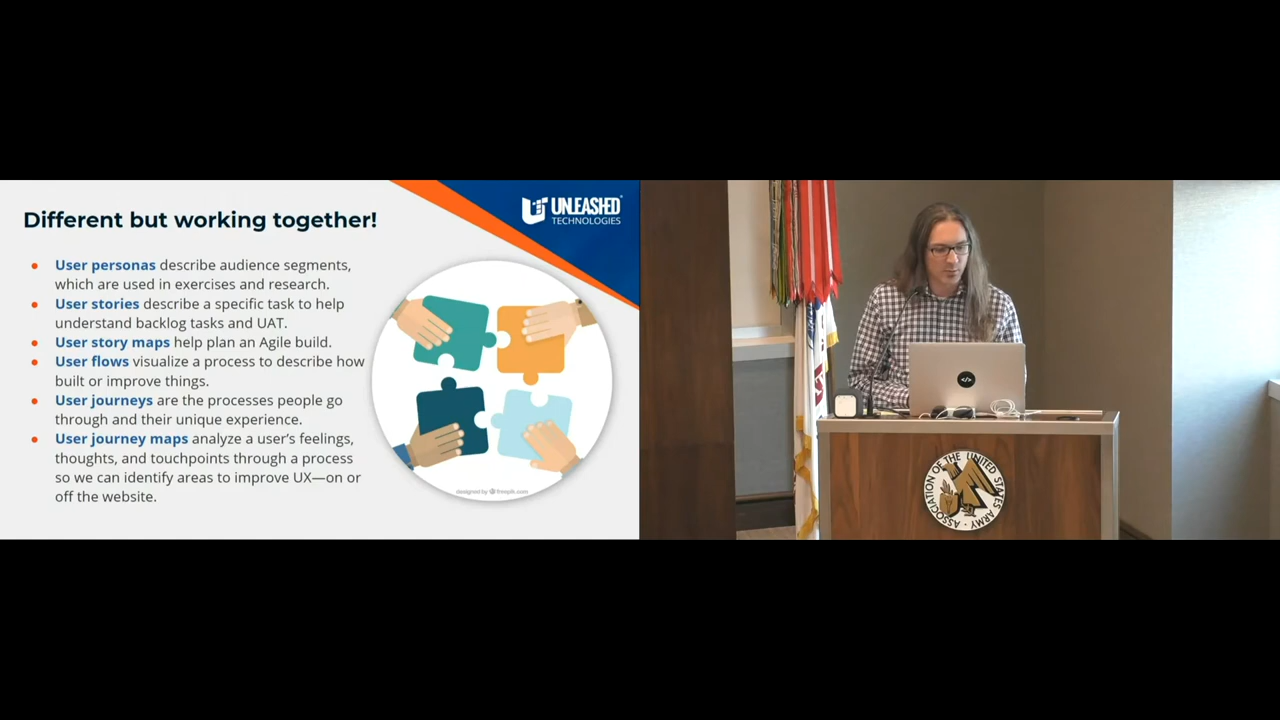 Different but working together!
UNLEASHED
TECHNOLOGIES
User personas describe audience segments,
which are used in exercises and research.
User stories describe a specific task to help
understand backlog tasks and UAT.
User story maps help plan an Agile build.
User flows visualize a process to describe how
built or improve things.
User journeys are the processes people go
through and their unique experience.
User journey maps analyze a user's feelings,
thoughts, and touchpoints through a process
so we can identify areas to improve UX—on or
off the website.
designed by freepik.com
</>
ASSOCIATION OF THE UNITED STATES ARMY